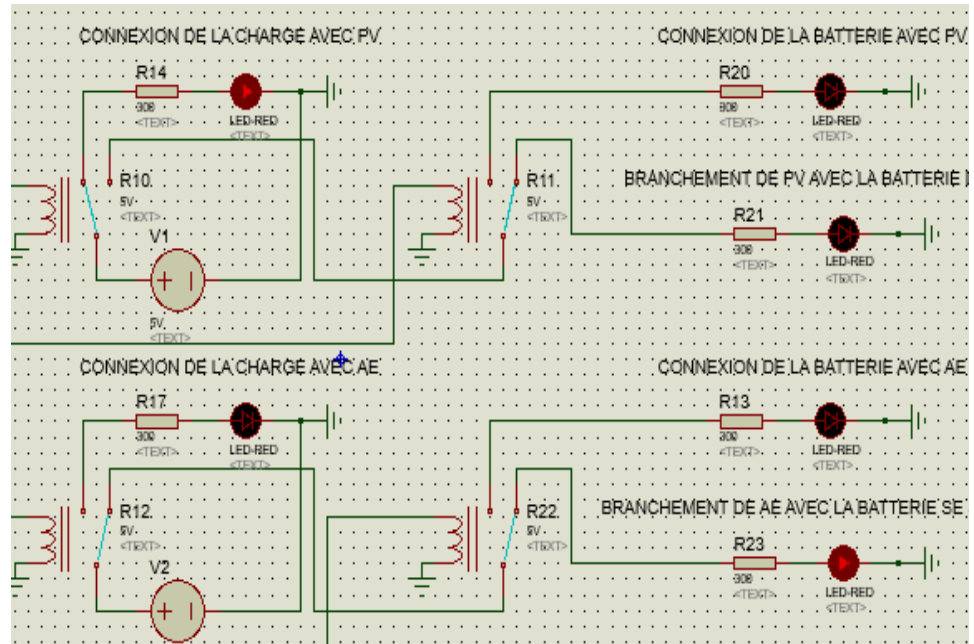 CONNEXION DE LA CHARGE AVEC PV
CONNEXION DE LA BATTERIE AVEC PV
R14
300
<TEXT>
LED-RED
<TEXT>
R20
300
<TEXT>
LED-RED
<TEXT>
R10.
5V
<TEXT>
R11.
5V
<TEXT>
BRANCHEMENT DE PV AVEC LA BATTERIE
R21
300
<TEXT>
LED-RED
<TEXT>
V1
+
5V
<TEXT>
CONNEXION DE LA CHARGE AVEC AE
CONNEXION DE LA BATTERIE AVEC AE
R17
300
<TEXT>
LED-RED
<TEXT>
R13
300
<TEXT>
LED-RED
<TEXT>
R12.
5V
<TEXT>
R22.
5V
<TEXT>
BRANCHEMENT DE AE AVEC LA BATTERIE SE
R23
300
<TEXT>
LED-RED
<TEXT>
V2
+